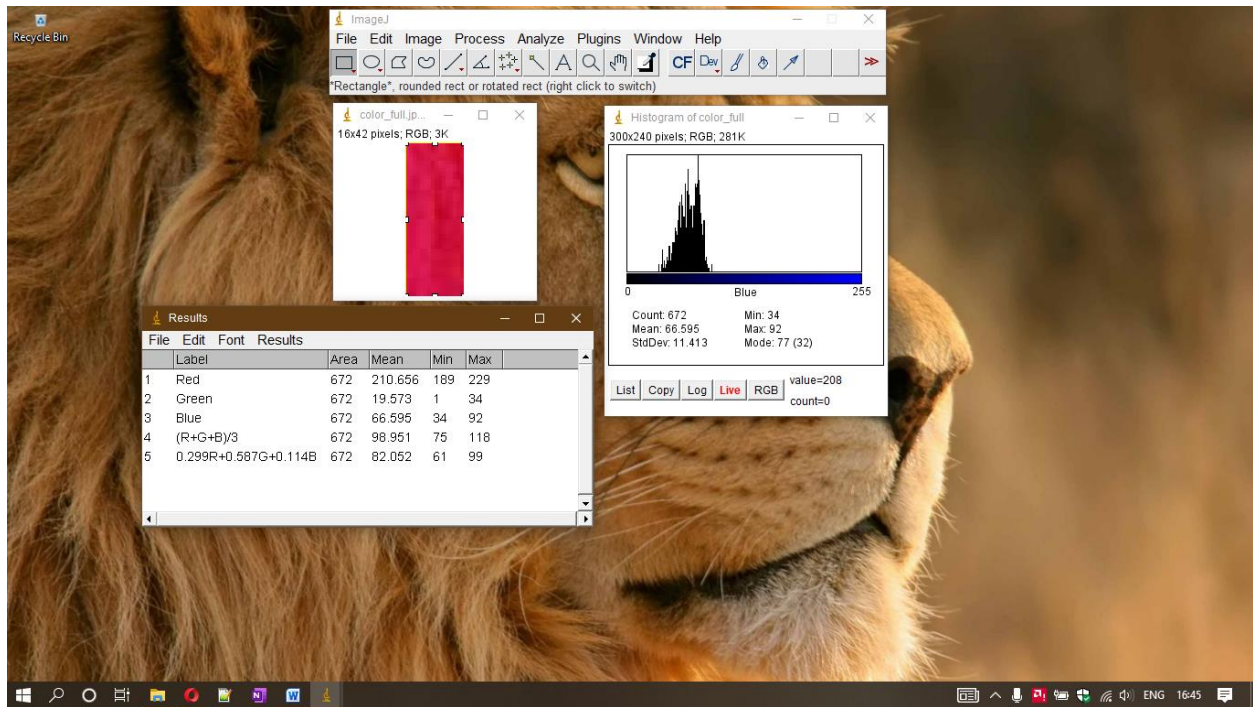 Recycle Bin
ImageJ
File Edit Image Process Analyze Plugins Window Help
A CF Dev >>
*Rectangle*, rounded rect or rotated rect (right click to switch)
color_full.jp...
16x42 pixels; RGB; 3K
Histogram of color_full
300x240 pixels; RGB; 281K
0 Blue 255
Count: 672 Min: 34
Mean: 66.595 Max: 92
StdDev: 11.413 Mode: 77 (32)
List Copy Log Live RGB value=208
count=0
Results
File Edit Font Results
Label Area Mean Min Max
1 Red 672 210.656 189 229
2 Green 672 19.573 1 34
3 Blue 672 66.595 34 92
4 (R+G+B)/3 672 98.951 75 118
5 0.299R+0.587G+0.114B 672 82.052 61 99
ENG 16:45